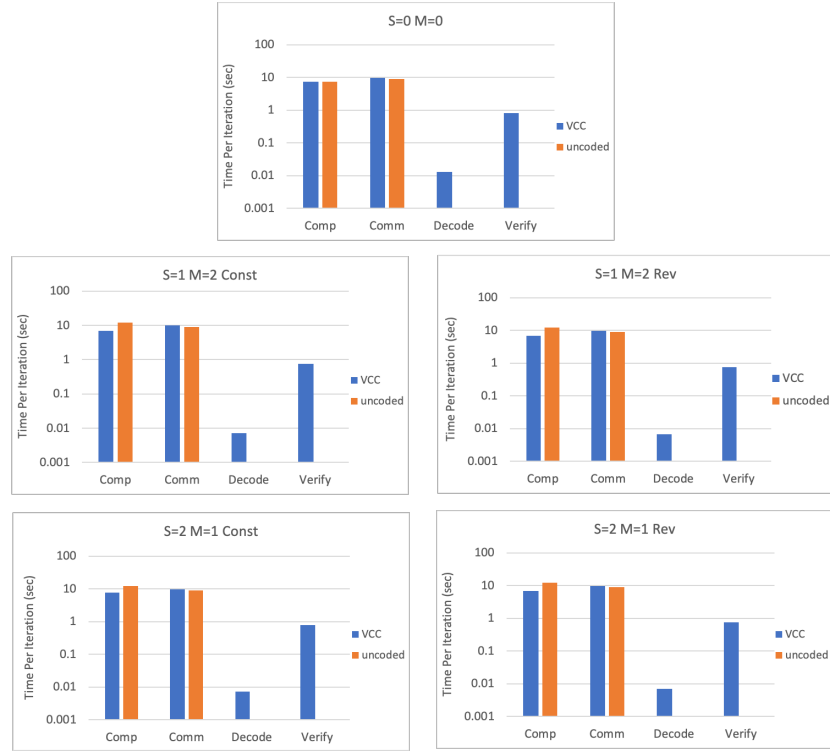 S=0 M=0
Time Per Iteration (sec)
100
10
1
0.1
0.01
0.001
Comp Comm Decode Verify
VCC
uncoded
S=1 M=2 Const
Time Per Iteration (sec)
100
10
1
0.1
0.01
0.001
Comp Comm Decode Verify
VCC
uncoded
S=1 M=2 Rev
Time Per Iteration (sec)
100
10
1
0.1
0.01
0.001
Comp Comm Decode Verify
VCC
uncoded
S=2 M=1 Const
Time Per Iteration (sec)
100
10
1
0.1
0.01
0.001
Comp Comm Decode Verify
VCC
uncoded
S=2 M=1 Rev
Time Per Iteration (sec)
100
10
1
0.1
0.01
0.001
Comp Comm Decode Verify
VCC
uncoded